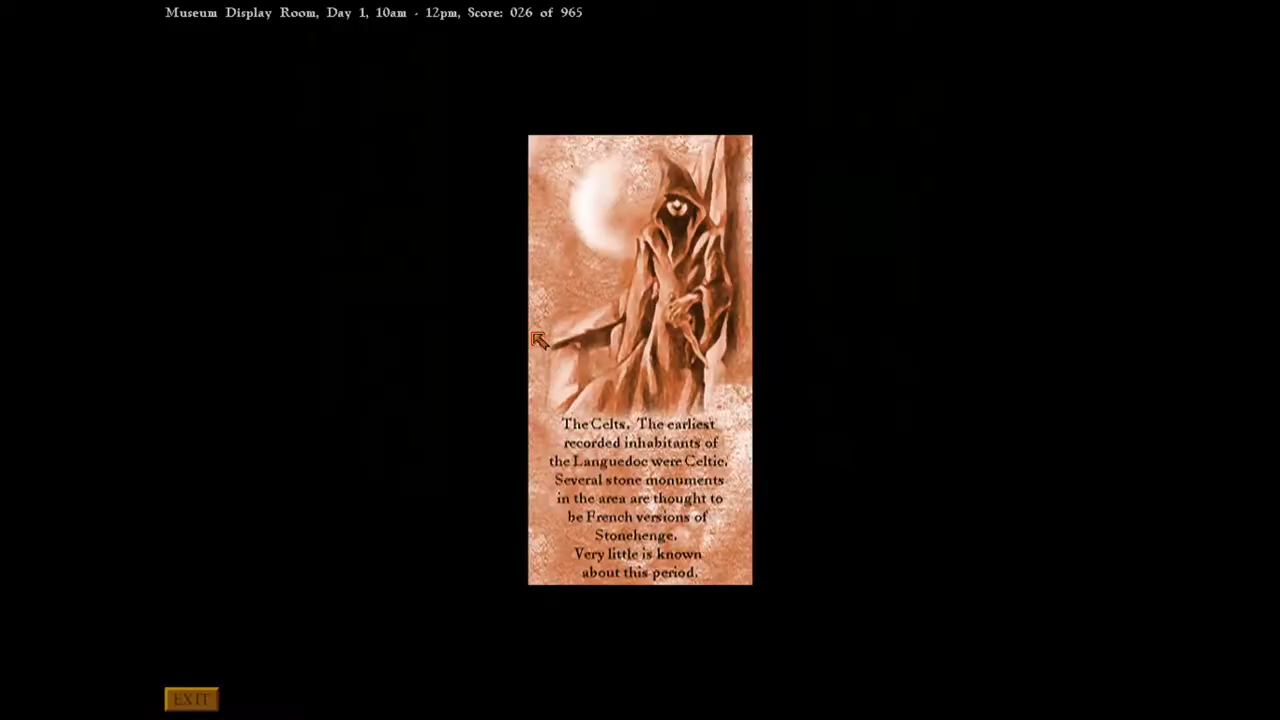 Museum Display Room, Day 1, 10am - 12pm, Score: 026 of 965
The Celts. The earliest
recorded inhabitants of
the Languedoc were Celtic.
Several stone monuments
in the area are thought to
be French versions of
Stonehenge.
Very little is known
about this period.
EXIT